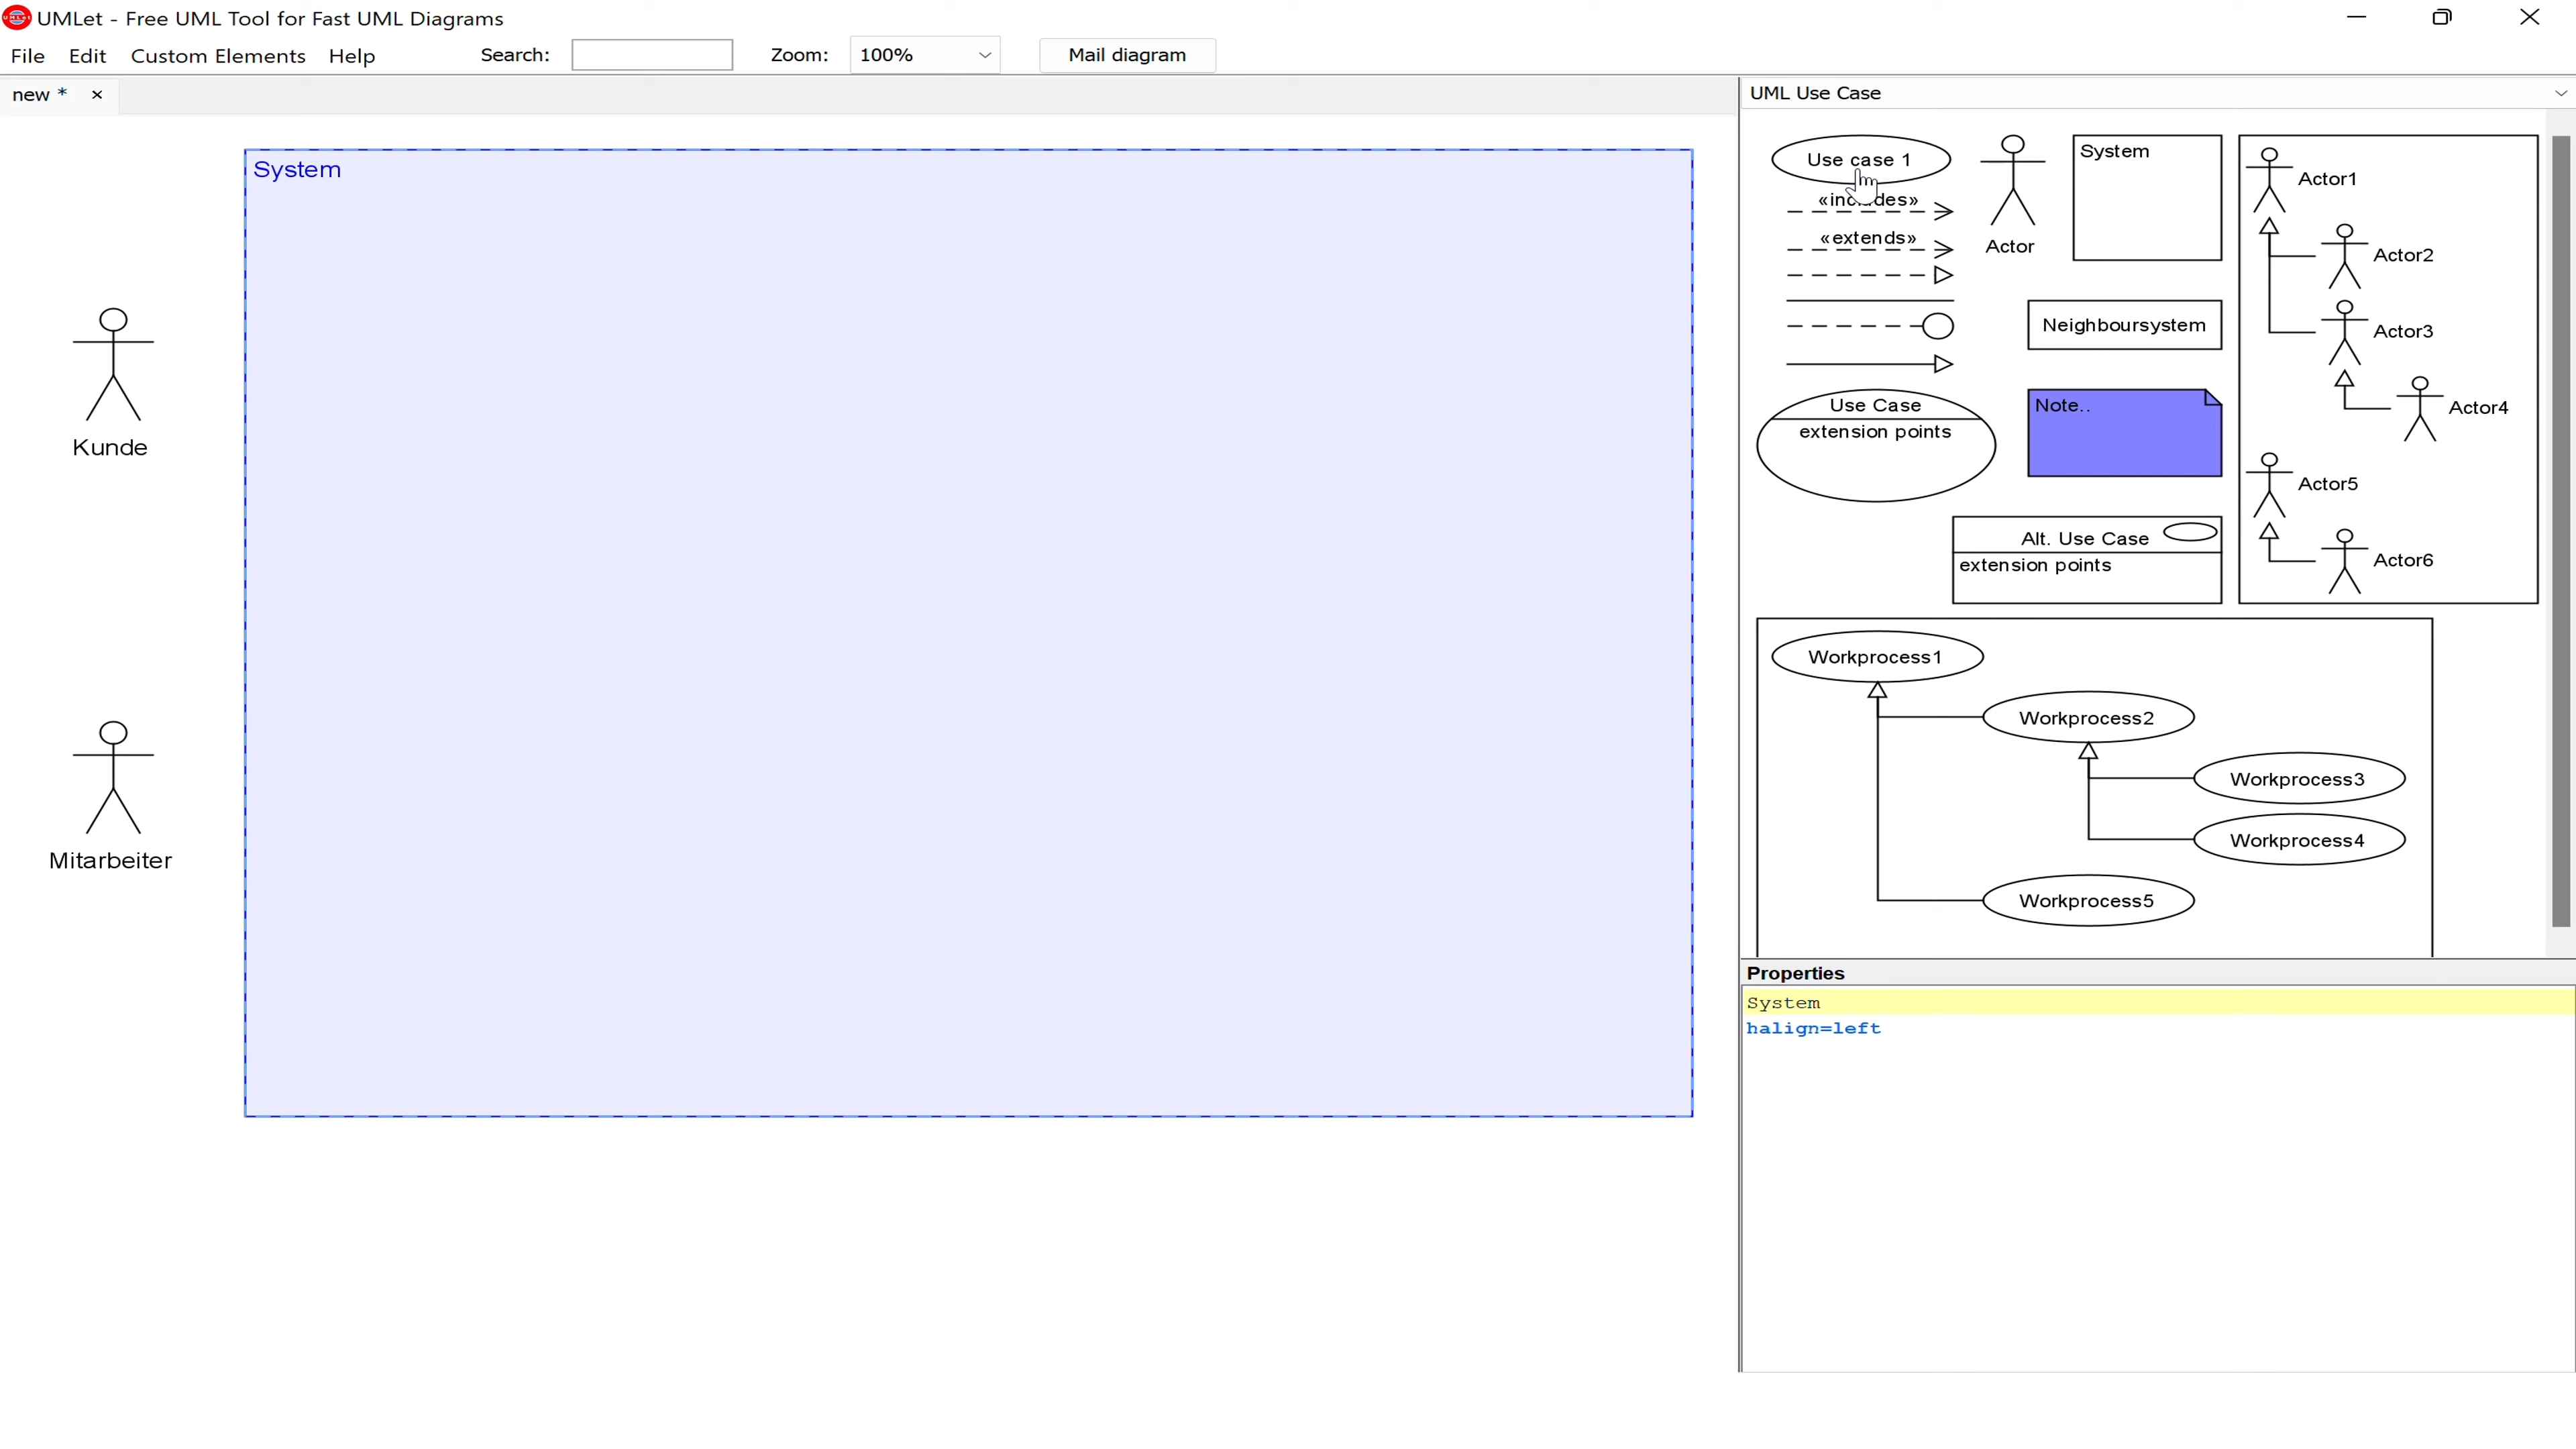 UMLet - Free UML Tool for Fast UML Diagrams
File Edit Custom Elements Help Search: Zoom: 100% Mail diagram
new *
System
Kunde
Mitarbeiter
UML Use Case
Use case 1
«includes»
«extends»
Actor
System
Neighboursystem
Use Case
extension points
Note..
Alt. Use Case
extension points
Actor1
Actor2
Actor3
Actor4
Actor5
Actor6
Workprocess1
Workprocess2
Workprocess3
Workprocess4
Workprocess5
Properties
System
halign=left